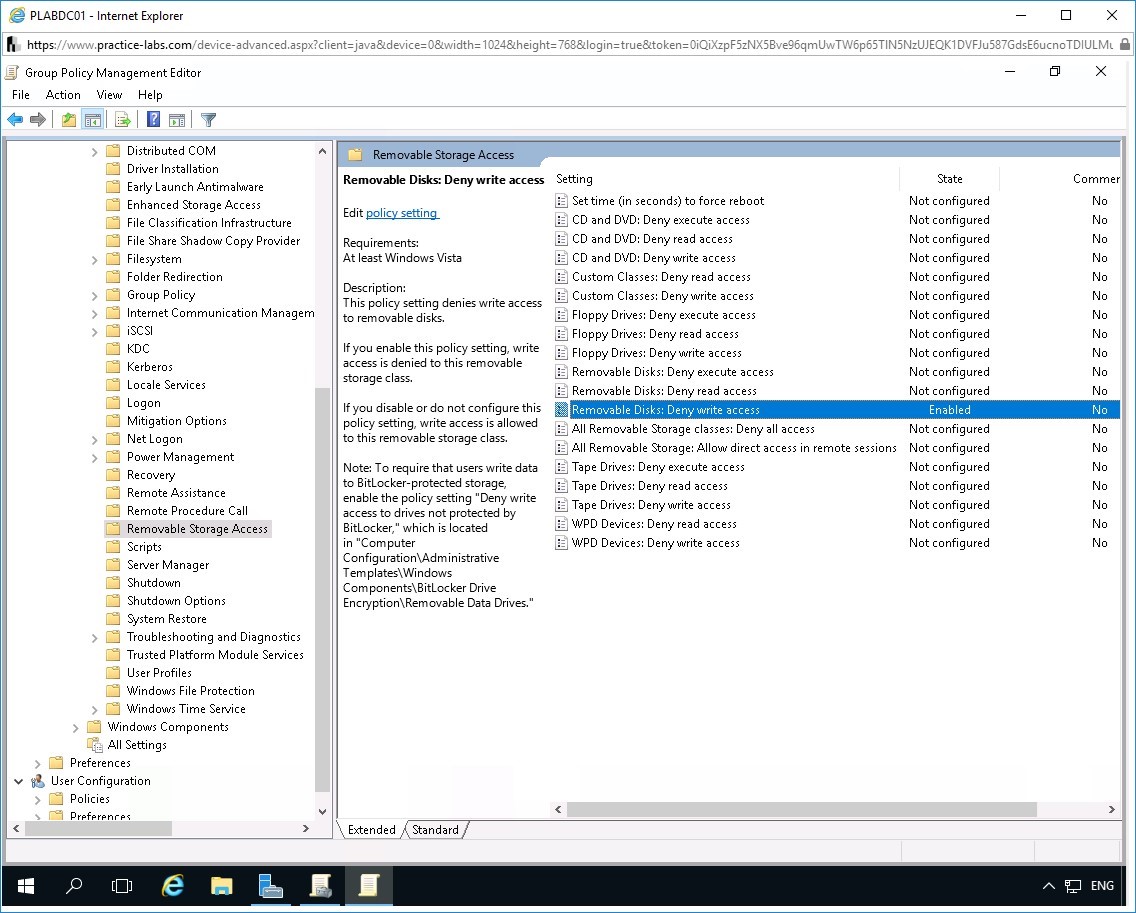 PLABDC01 - Internet Explorer
https://www.practice-labs.com/device-advanced.aspx?client=java&device=0&width=1024&height=768&login=true&token=0iQiXzpF5zNX5Bve96qmUwTW6p65TIN5NzUJEQK1DVFJu587GdsE6ucnoTDIULMu
Group Policy Management Editor
File Action View Help
Distributed COM
Driver Installation
Early Launch Antimalware
Enhanced Storage Access
File Classification Infrastructure
File Share Shadow Copy Provider
Filesystem
Folder Redirection
Group Policy
Internet Communication Managem
iSCSI
KDC
Kerberos
Locale Services
Logon
Mitigation Options
Net Logon
Power Management
Recovery
Remote Assistance
Remote Procedure Call
Removable Storage Access
Scripts
Server Manager
Shutdown
Shutdown Options
System Restore
Troubleshooting and Diagnostics
Trusted Platform Module Services
User Profiles
Windows File Protection
Windows Time Service
Windows Components
All Settings
Preferences
User Configuration
Policies
Preferences
Removable Storage Access
Removable Disks: Deny write access
Edit policy setting
Requirements:
At least Windows Vista
Description:
This policy setting denies write access
to removable disks.
If you enable this policy setting, write
access is denied to this removable
storage class.
If you disable or do not configure this
policy setting, write access is allowed
to this removable storage class.
Note: To require that users write data
to BitLocker-protected storage,
enable the policy setting "Deny write
access to drives not protected by
BitLocker," which is located
in "Computer
Configuration\Administrative
Templates\Windows
Components\BitLocker Drive
Encryption\Removable Data Drives."
Setting State Commer
Set time (in seconds) to force reboot Not configured No
CD and DVD: Deny execute access Not configured No
CD and DVD: Deny read access Not configured No
CD and DVD: Deny write access Not configured No
Custom Classes: Deny read access Not configured No
Custom Classes: Deny write access Not configured No
Floppy Drives: Deny execute access Not configured No
Floppy Drives: Deny read access Not configured No
Floppy Drives: Deny write access Not configured No
Removable Disks: Deny execute access Not configured No
Removable Disks: Deny read access Not configured No
Removable Disks: Deny write access Enabled No
All Removable Storage classes: Deny all access Not configured No
All Removable Storage: Allow direct access in remote sessions Not configured No
Tape Drives: Deny execute access Not configured No
Tape Drives: Deny read access Not configured No
Tape Drives: Deny write access Not configured No
WPD Devices: Deny read access Not configured No
WPD Devices: Deny write access Not configured No
Extended Standard
ENG